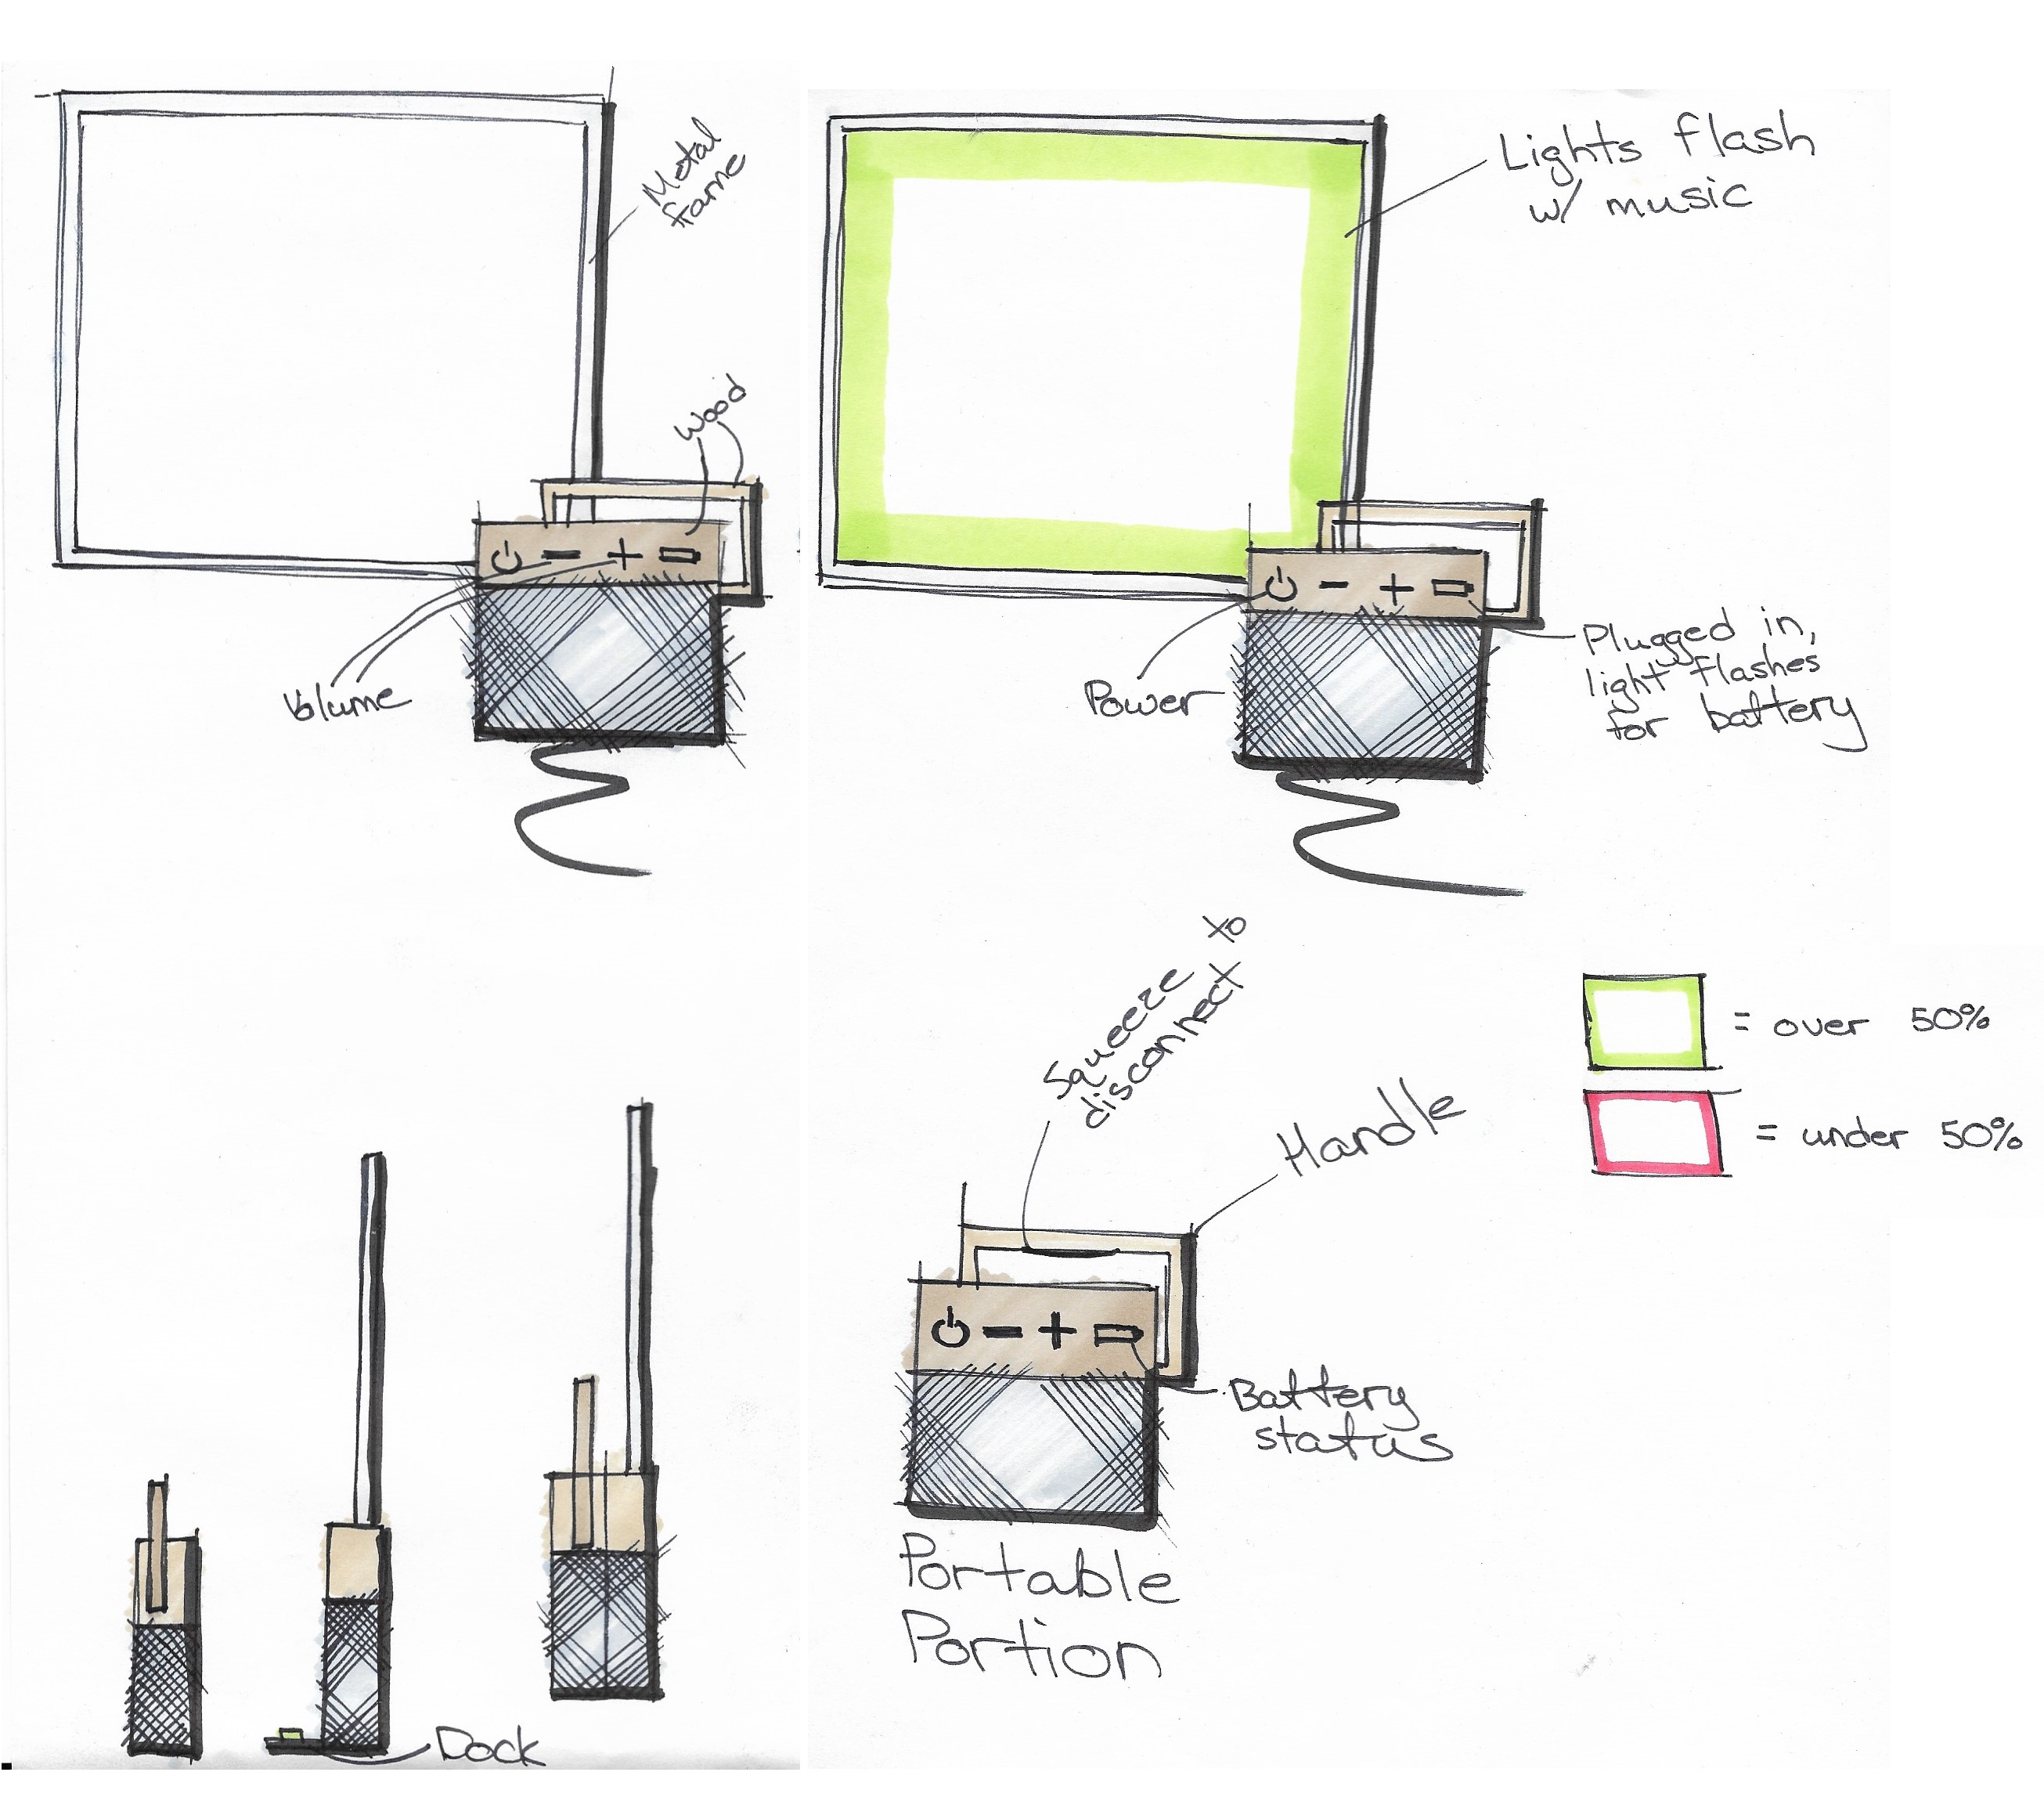 Metal
frame
Wood
Volume
Lights flash
w/ music
Power
Plugged in,
light flashes
for battery
Squeeze to
disconnect
Handle
= over 50%
= under 50%
Battery
status
Portable
Portion
Dock